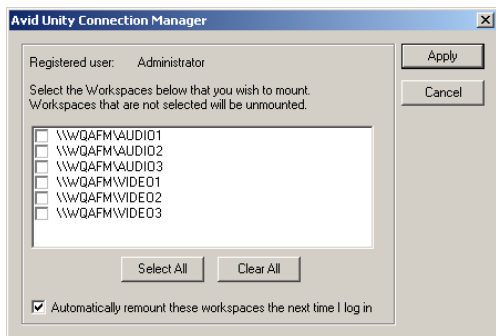 Avid Unity Connection Manager
Registered user: Administrator
Apply
Select the Workspaces below that you wish to mount.
Workspaces that are not selected will be unmounted.
Cancel
\\WQAFM\AUDIO1
\\WQAFM\AUDIO2
\\WQAFM\AUDIO3
\\WQAFM\VIDEO1
\\WQAFM\VIDEO2
\\WQAFM\VIDEO3
Select All Clear All
Automatically remount these workspaces the next time I log in